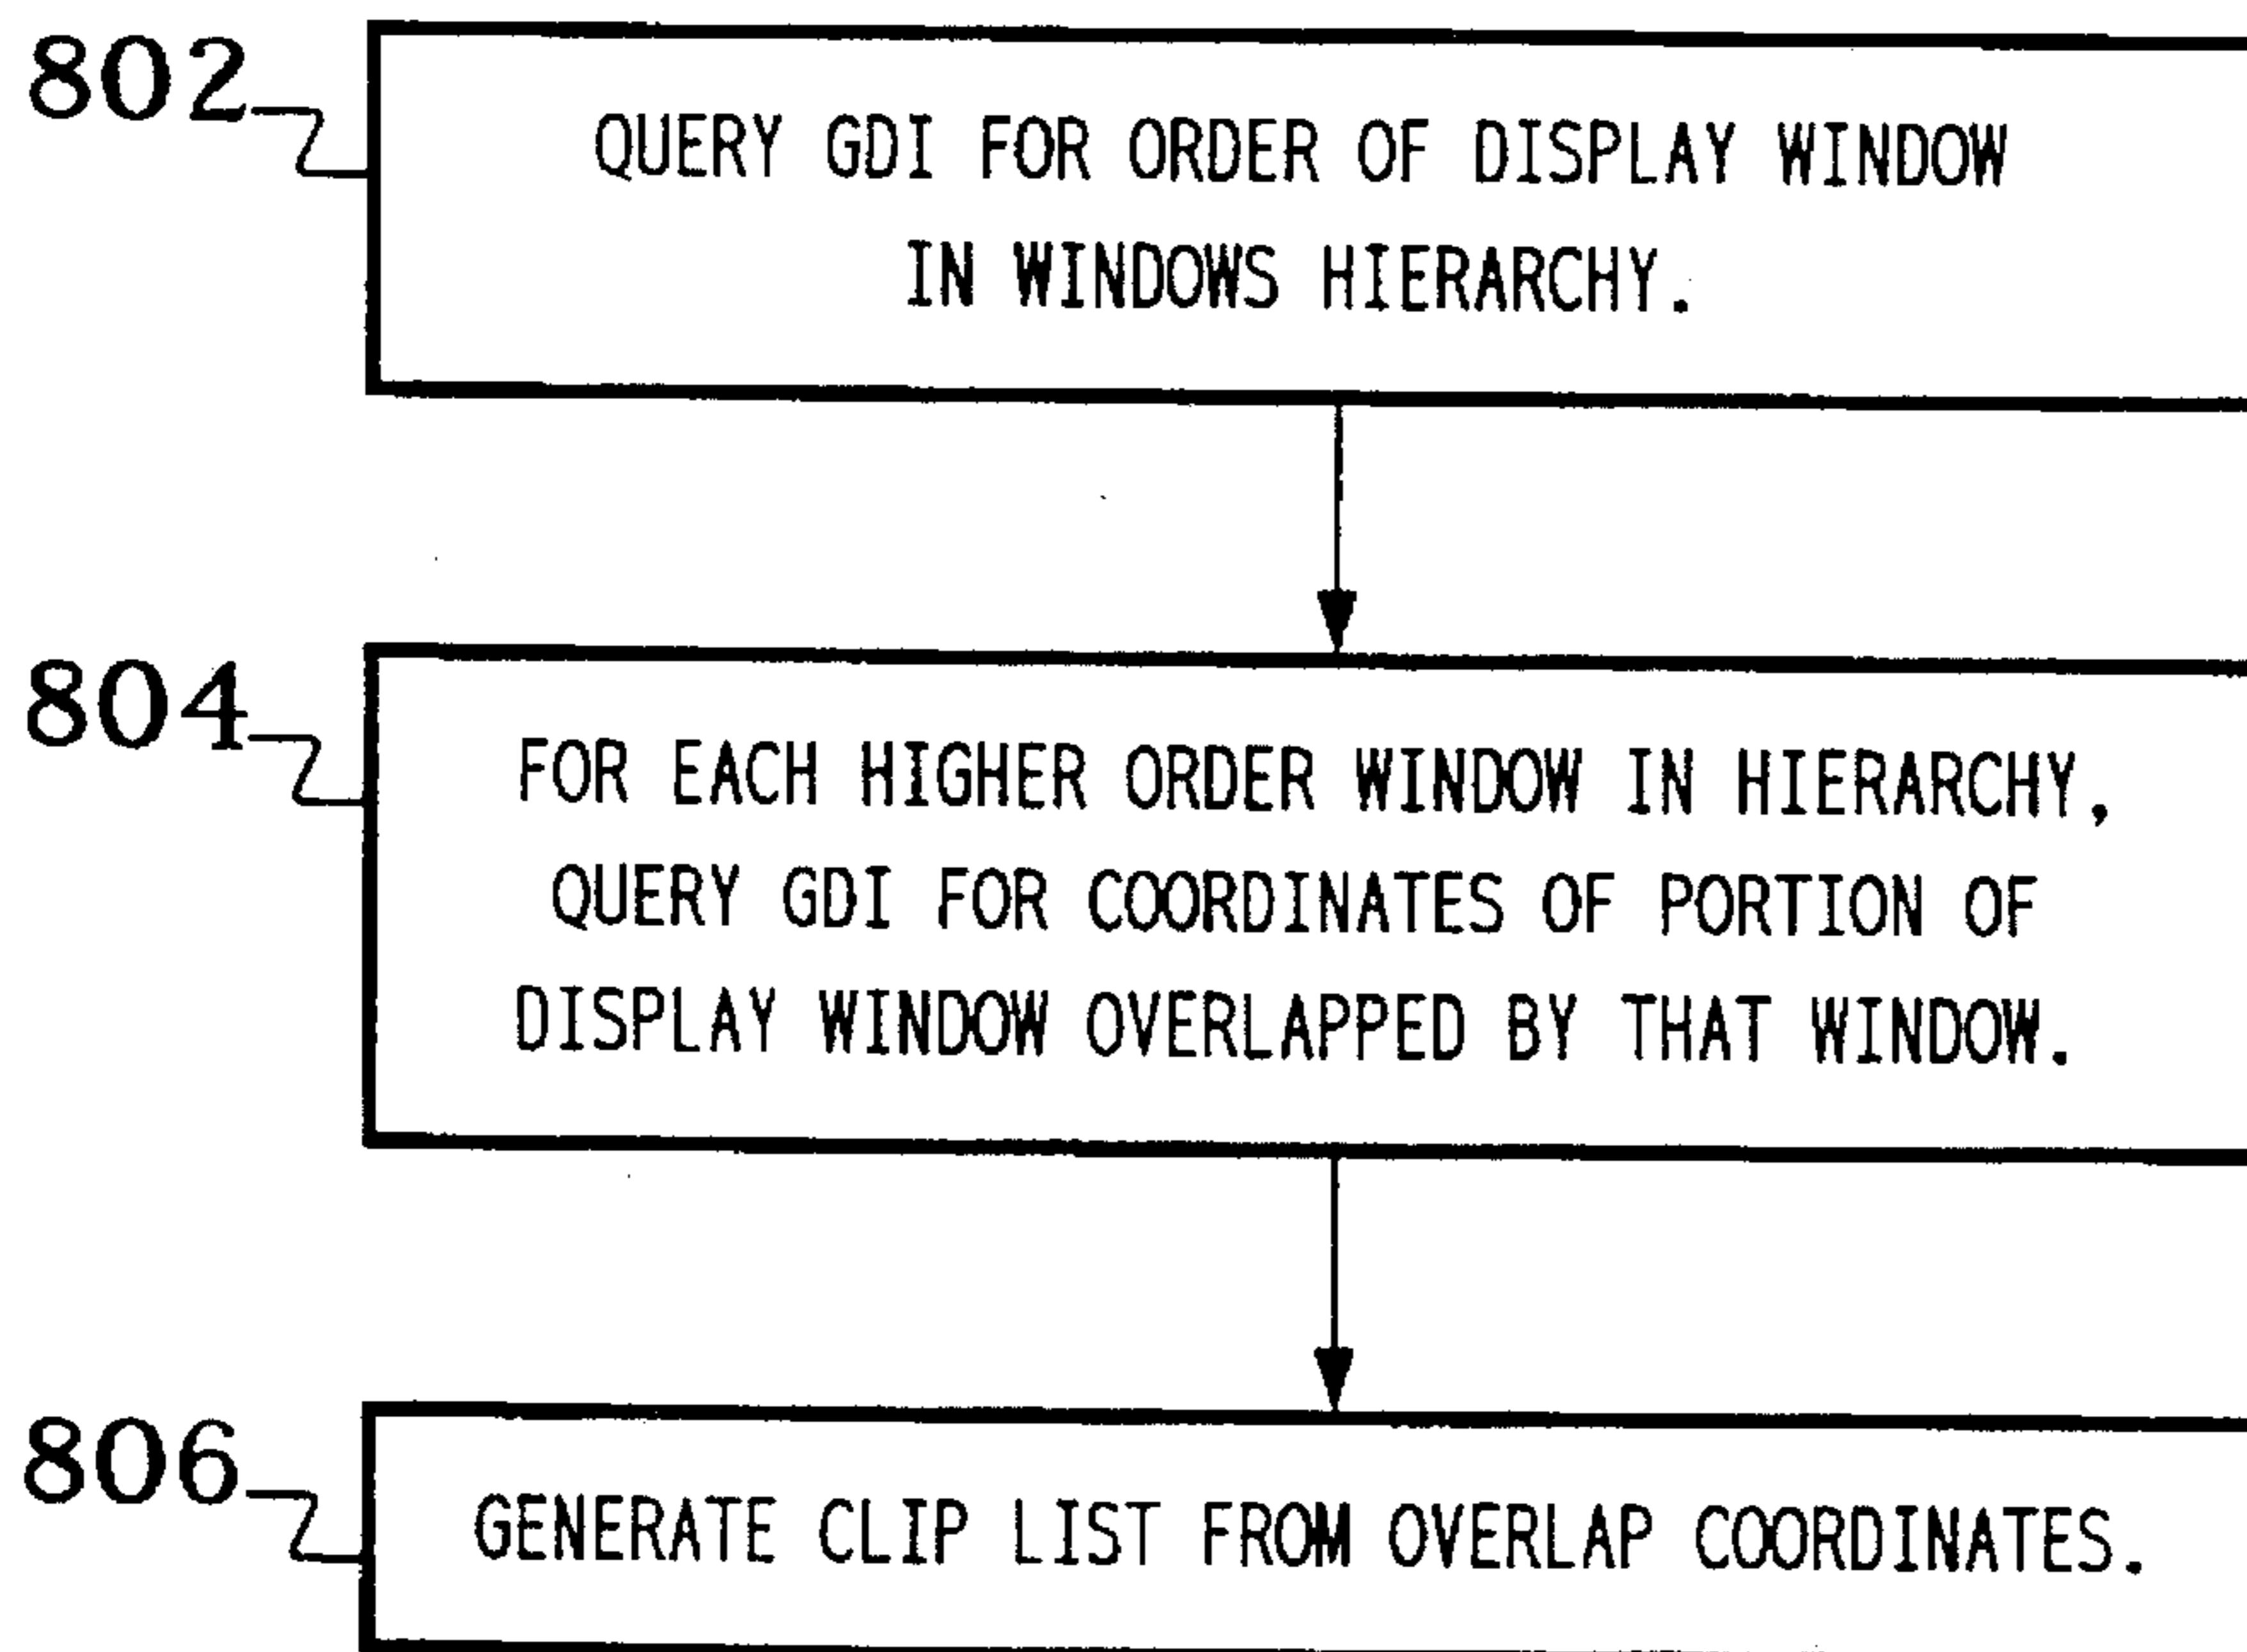 802
QUERY GDI FOR ORDER OF DISPLAY WINDOW
IN WINDOWS HIERARCHY.
804
FOR EACH HIGHER ORDER WINDOW IN HIERARCHY,
QUERY GDI FOR COORDINATES OF PORTION OF
DISPLAY WINDOW OVERLAPPED BY THAT WINDOW.
806
GENERATE CLIP LIST FROM OVERLAP COORDINATES.